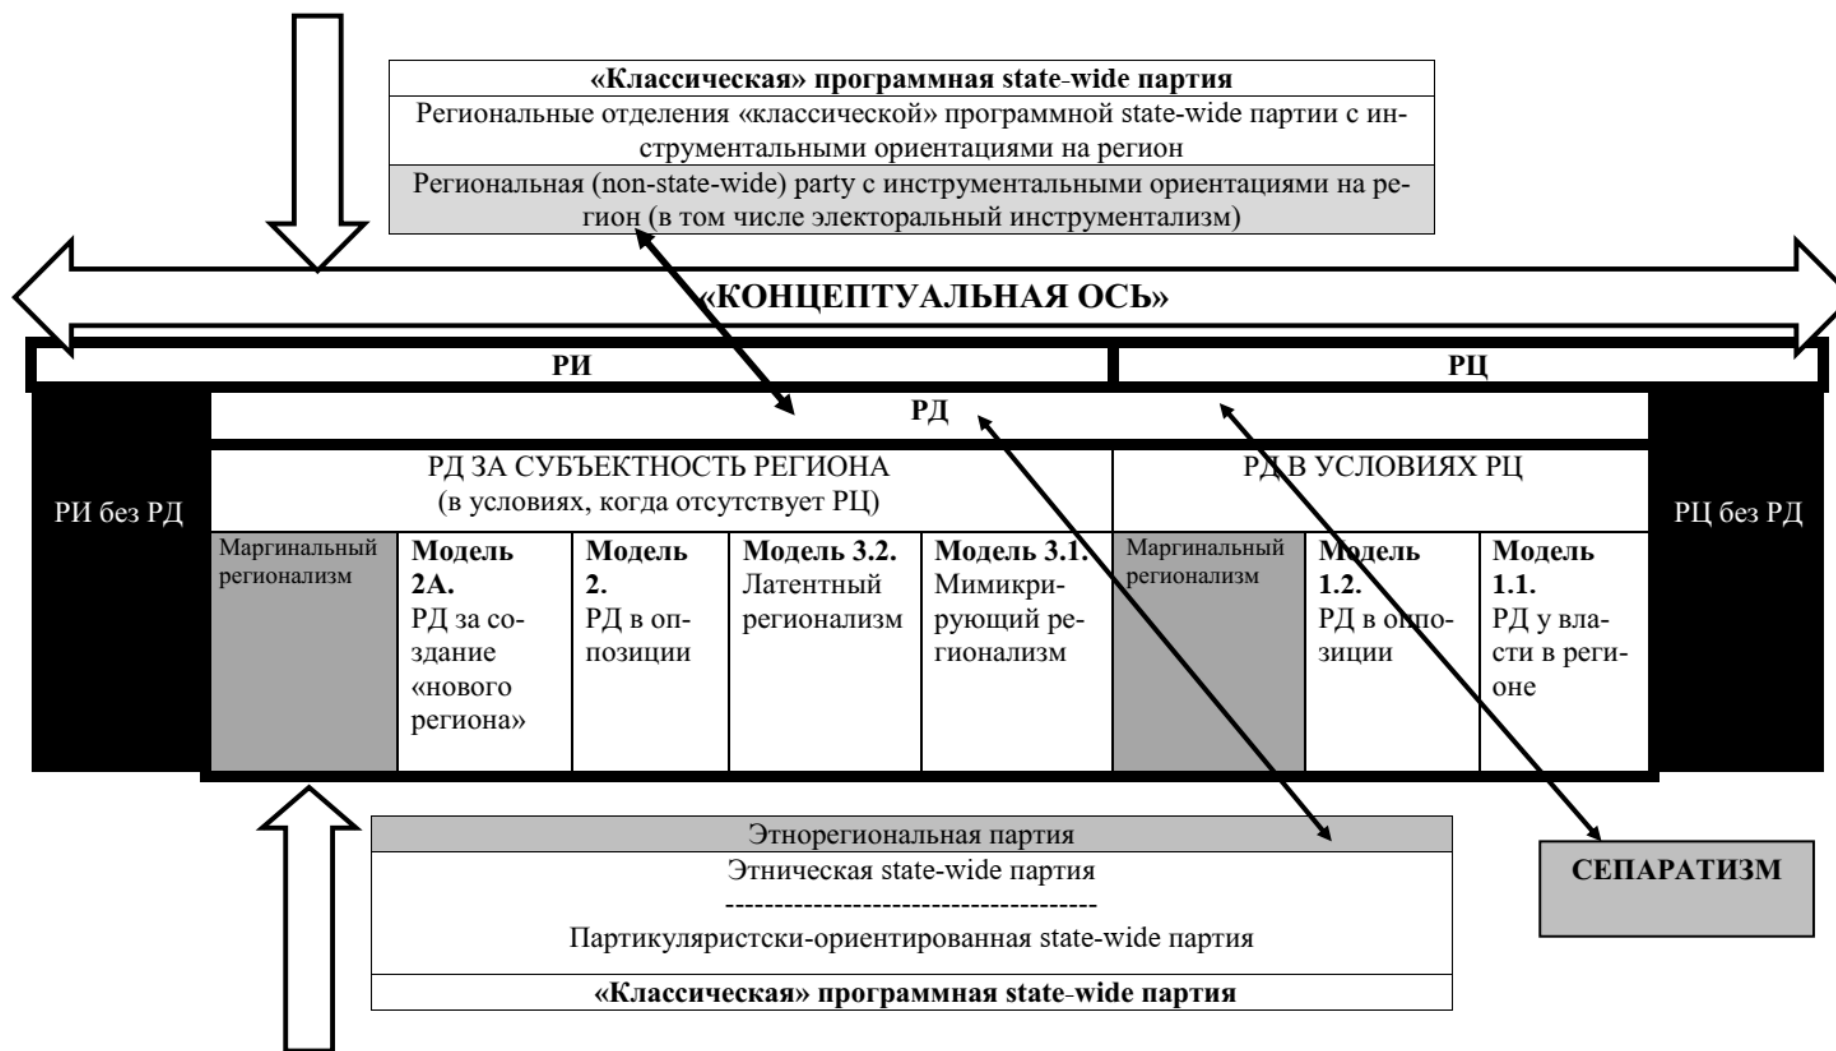 «Классическая» программная state-wide партия
Региональные отделения «классической» программной state-wide партии с ин-
струментальными ориентациями на регион
Региональная (non-state-wide) party с инструментальными ориентациями на ре-
гион (в том числе электоральный инструментализм)
«КОНЦЕПТУАЛЬНАЯ ОСЬ»
РИ
РЦ
РД
РИ без РД
РД ЗА СУБЪЕКТНОСТЬ РЕГИОНА
(в условиях, когда отсутствует РЦ)
РД В УСЛОВИЯХ РЦ
РЦ без РД
Маргинальный
регионализм
Модель
2А.
РД за со-
здание
«нового
региона»
Модель
2.
РД в оп-
позиции
Модель 3.2.
Латентный
регионализм
Модель 3.1.
Мимикри-
рующий ре-
гионализм
Маргинальный
регионализм
Модель
1.2.
РД в оппо-
зиции
Модель
1.1.
РД у вла-
сти в реги-
оне
Этнорегиональная партия
Этническая state-wide партия
------------------------------------
Партикуляристски-ориентированная state-wide партия
«Классическая» программная state-wide партия
СЕПАРАТИЗМ